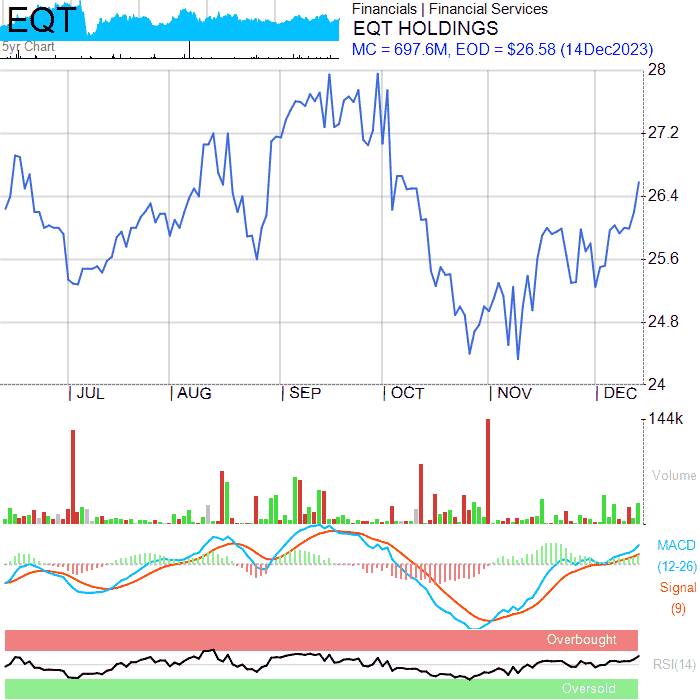 EQT
5yr Chart
Financials | Financial Services
EQT HOLDINGS
MC = 697.6M, EOD = $26.58 (14Dec2023)
28
27.2
26.4
25.6
24.8
24
JUL AUG SEP OCT NOV DEC
144k
Volume
MACD
(12-26)
Signal
(9)
Overbought
RSI(14)
Oversold